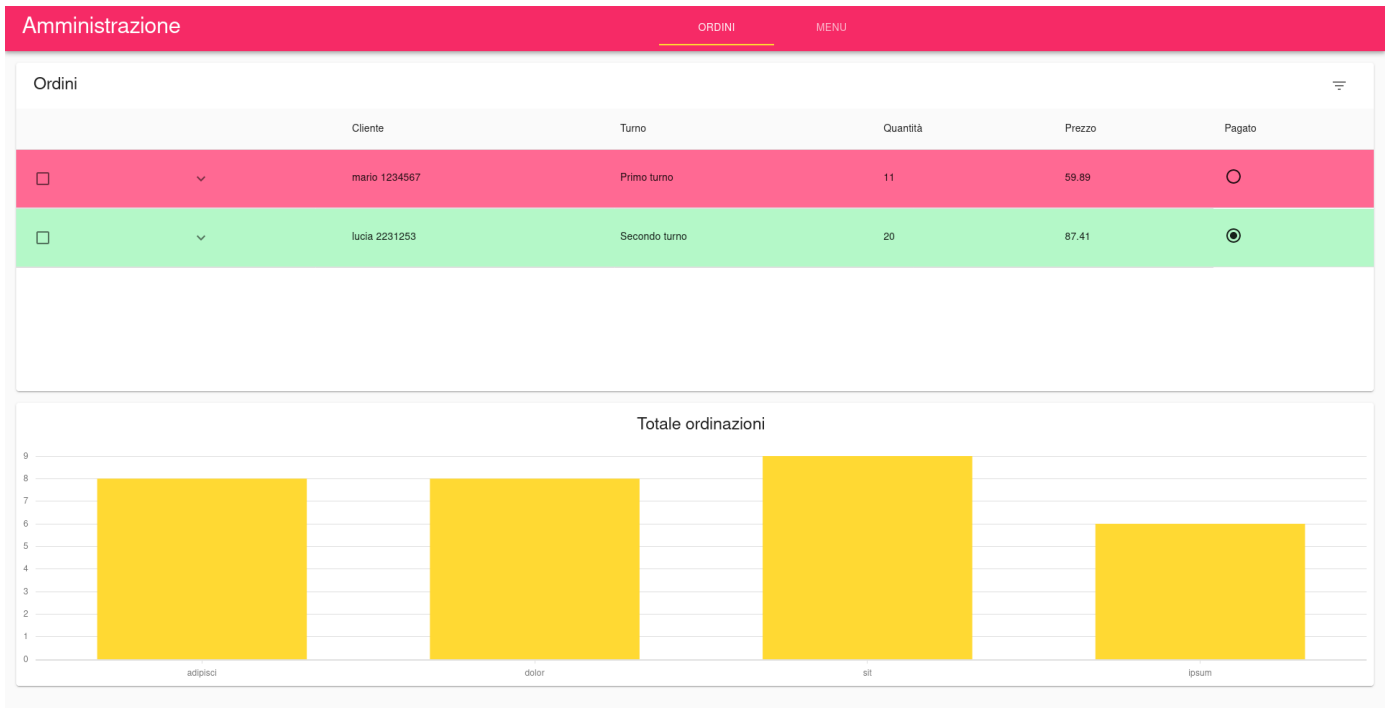 Amministrazione ORDINI MENU
Ordini
Cliente Turno Quantità Prezzo Pagato
mario 1234567 Primo turno 11 59.89
lucia 2231253 Secondo turno 20 87.41
Totale ordinazioni
9
8
7
6
5
4
3
2
1
0
adipisci dolor sit ipsum